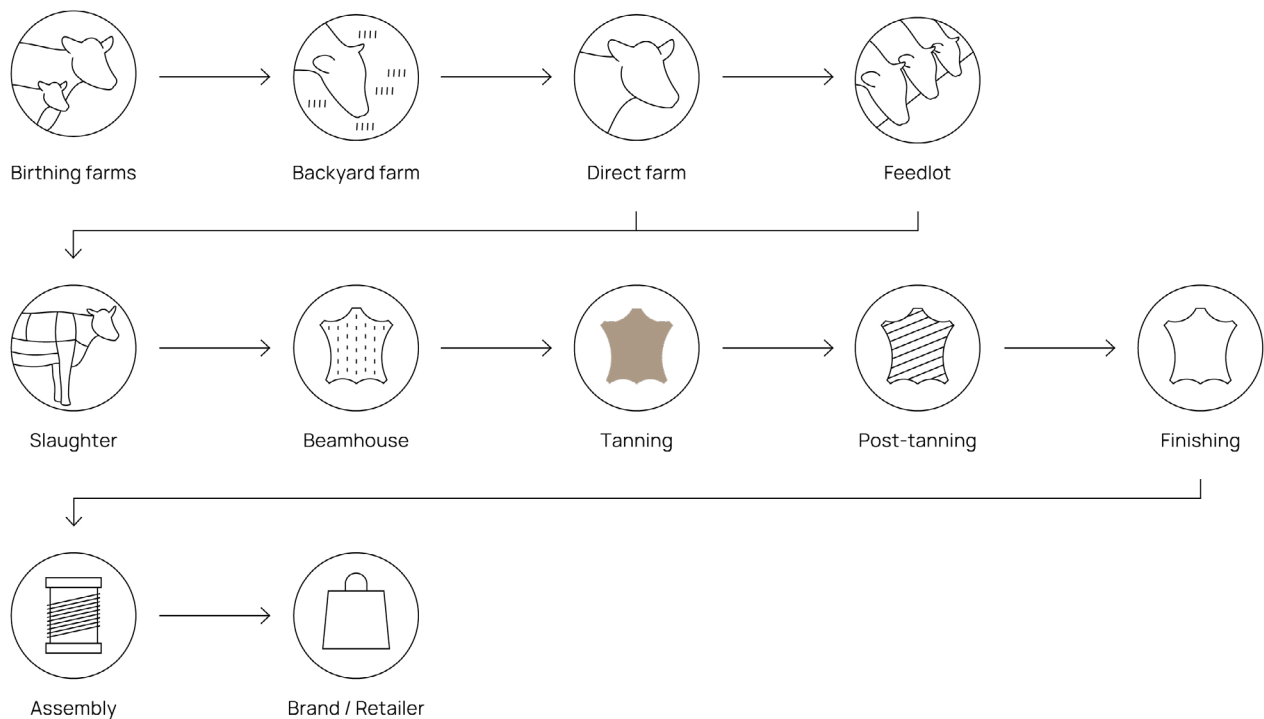 Birthing farms
Backyard farm
Direct farm
Feedlot
Slaughter
Beamhouse
Tanning
Post-tanning
Finishing
Assembly
Brand / Retailer